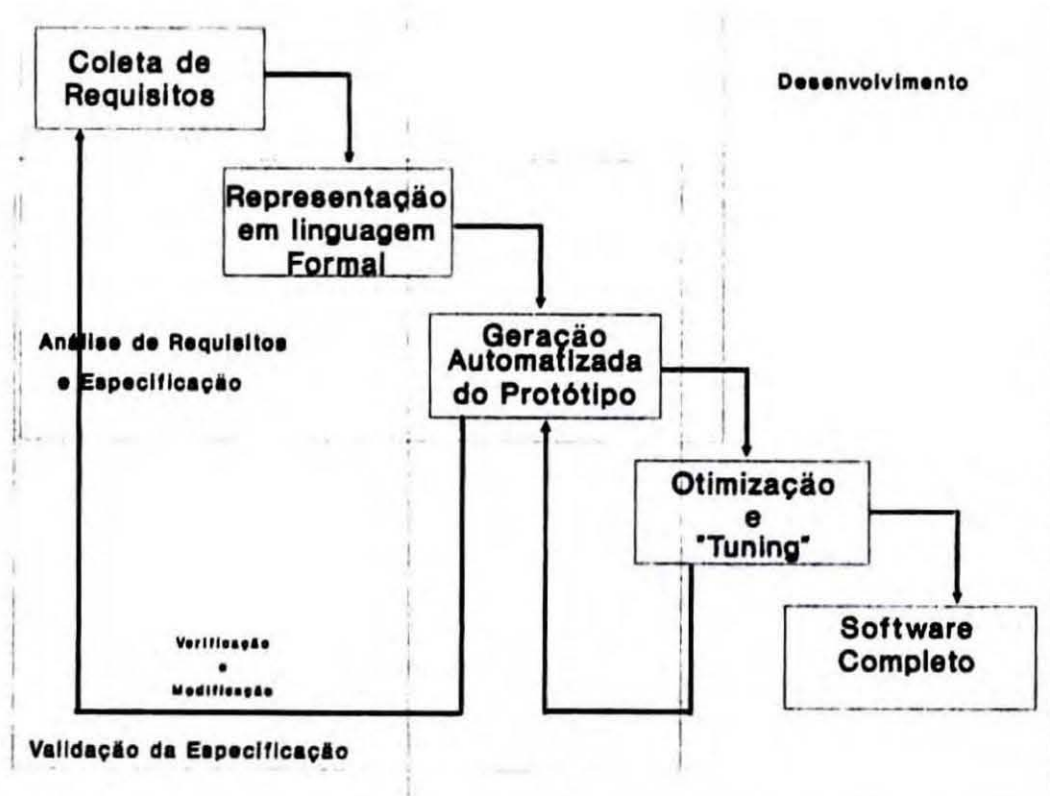 Coleta de
Requisitos
Desenvolvimento
Representação
em linguagem
Formal
Análise de Requisitos
e Especificação
Geração
Automatizada
do Protótipo
Otimização
e
"Tuning"
Verificação
e
Modificação
Software
Completo
Validação da Especificação